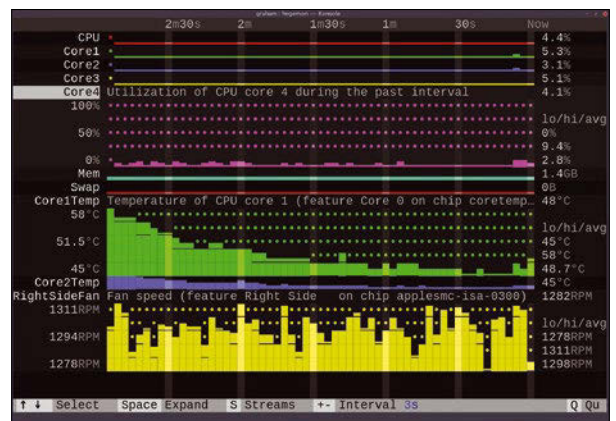 grafsen : hegemon — Konsole
2m30s 2m 1m30s 1m 30s Now
CPU 4.4%
Core1 5.3%
Core2 3.1%
Core3 5.1%
Core4 Utilization of CPU core 4 during the past interval 4.1%
100%
lo/hi/avg
50% 0%
9.4%
0% 2.8%
Mem 1.4GB
Swap 0B
Core1Temp Temperature of CPU core 1 (feature Core 0 on chip coretemp… 48°C
58°C
lo/hi/avg
51.5°C 45°C
58°C
45°C 48.7°C
Core2Temp 45°C
RightSideFan Fan speed (feature Right Side on chip applesmc-isa-0300) 1282RPM
1311RPM
lo/hi/avg
1294RPM 1278RPM
1311RPM
1278RPM 1298RPM
↑ ↓ Select Space Expand S Streams +- Interval 3s Q Qu